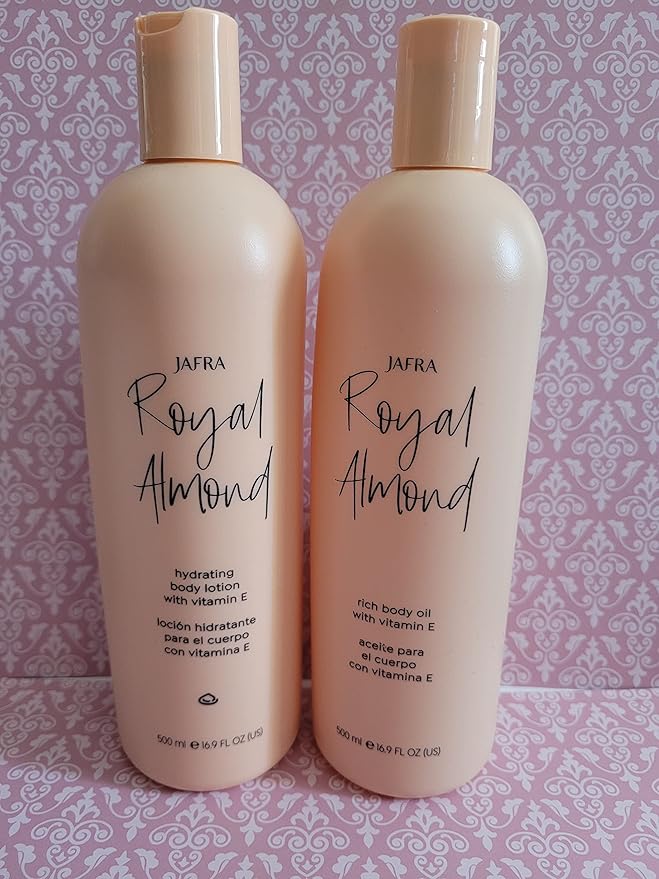 JAFRA
Royal
Almond
hydrating
body lotion
with vitamin E
loción hidratante
para el cuerpo
con vitamina E
500 ml ℮ 16.9 FL OZ (US)
JAFRA
Royal
Almond
rich body oil
with vitamin E
aceite para
el cuerpo
con vitamina E
500 ml ℮ 16.9 FL OZ (US)